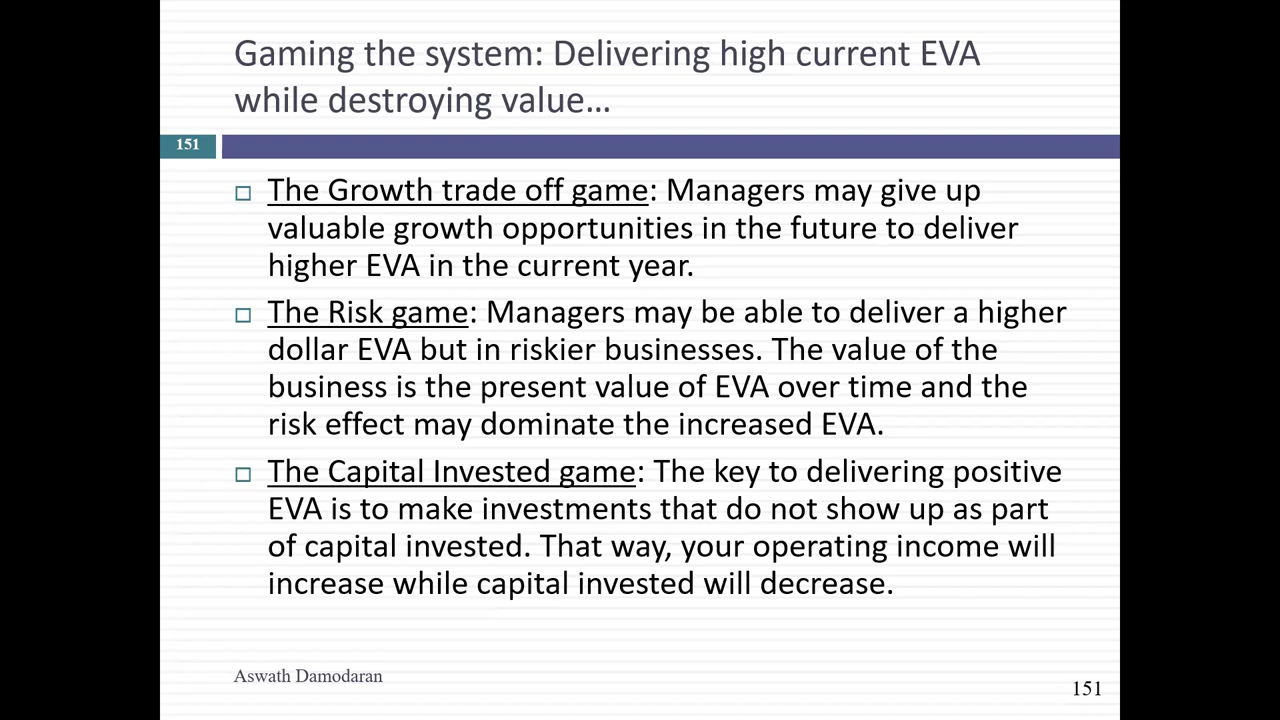 Gaming the system: Delivering high current EVA
while destroying value…
151
The Growth trade off game: Managers may give up
valuable growth opportunities in the future to deliver
higher EVA in the current year.
The Risk game: Managers may be able to deliver a higher
dollar EVA but in riskier businesses. The value of the
business is the present value of EVA over time and the
risk effect may dominate the increased EVA.
The Capital Invested game: The key to delivering positive
EVA is to make investments that do not show up as part
of capital invested. That way, your operating income will
increase while capital invested will decrease.
Aswath Damodaran
151